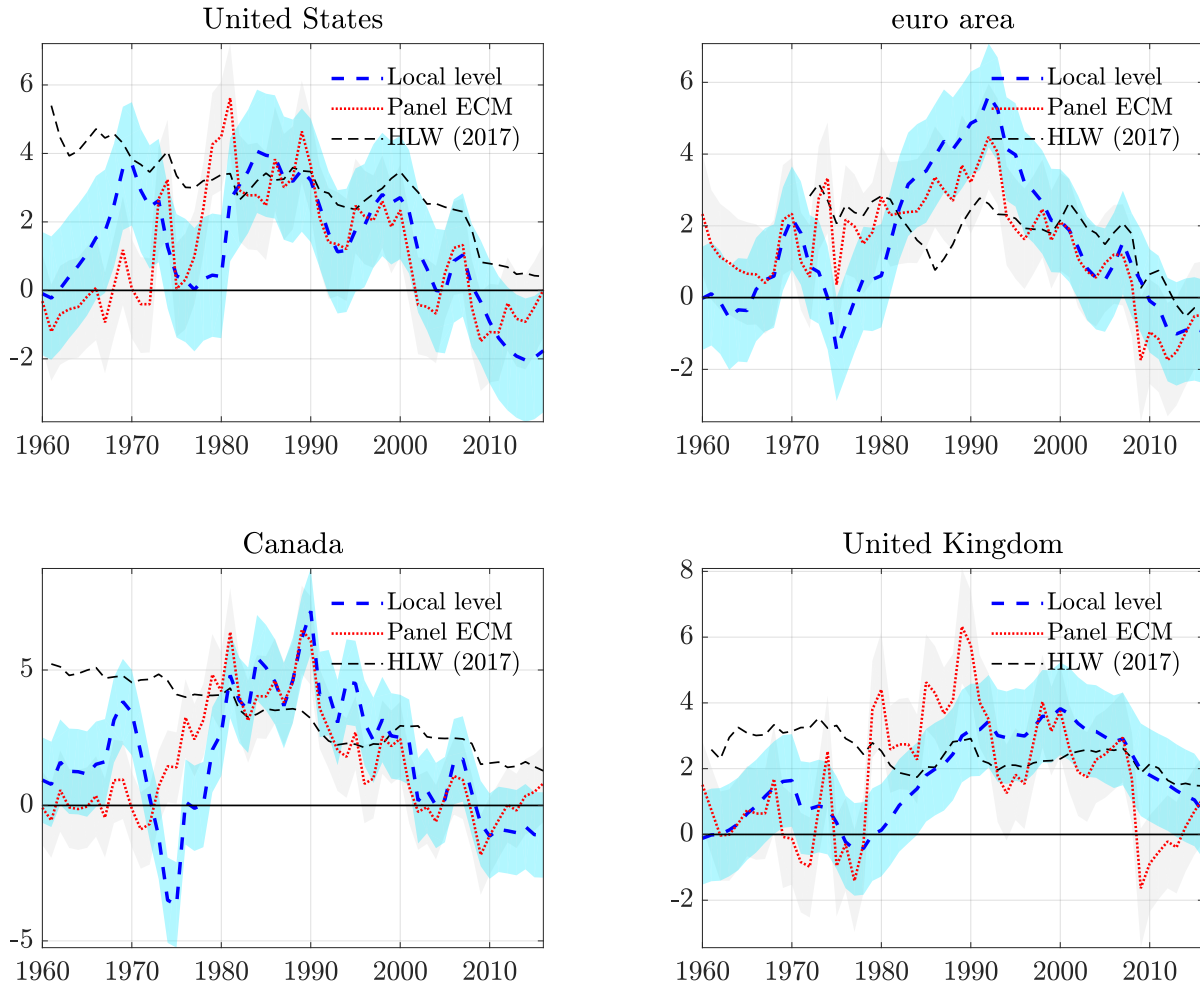 United States
6
4
2
0
-2
Local level
Panel ECM
HLW (2017)
1960 1970 1980 1990 2000 2010
euro area
6
4
2
0
-2
Local level
Panel ECM
HLW (2017)
1960 1970 1980 1990 2000 2010
Canada
5
0
-5
Local level
Panel ECM
HLW (2017)
1960 1970 1980 1990 2000 2010
United Kingdom
8
6
4
2
0
-2
Local level
Panel ECM
HLW (2017)
1960 1970 1980 1990 2000 2010